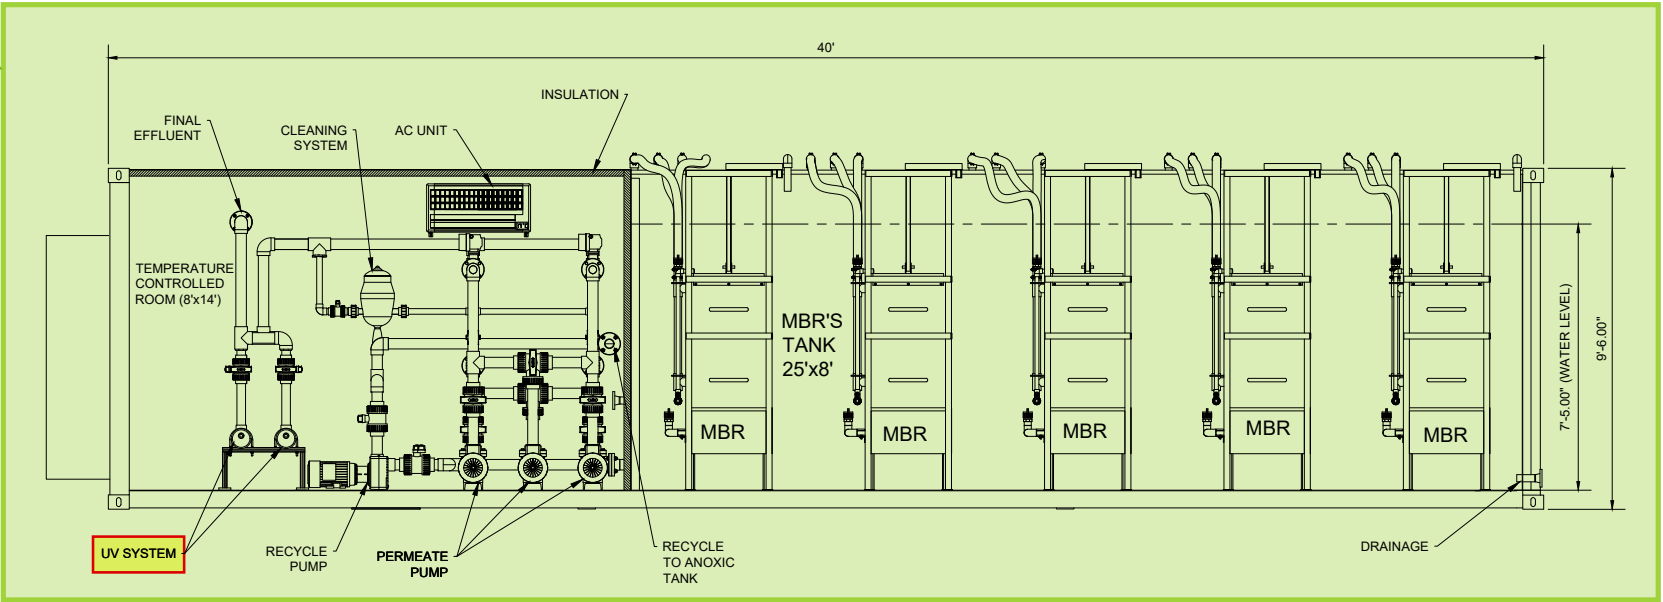 40'
INSULATION
FINAL
EFFLUENT
CLEANING
SYSTEM
AC UNIT
TEMPERATURE
CONTROLLED
ROOM (8'x14')
MBR'S
TANK
25'x8'
MBR
MBR
MBR
MBR
MBR
7'-5.00" (WATER LEVEL)
9'-6.00"
UV SYSTEM
RECYCLE
PUMP
PERMEATE
PUMP
RECYCLE
TO ANOXIC
TANK
DRAINAGE